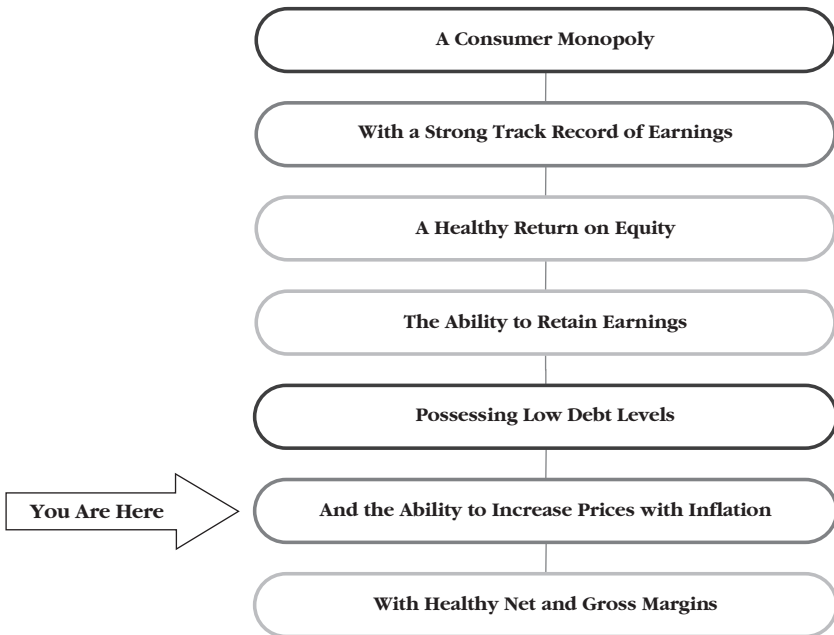 A Consumer Monopoly
With a Strong Track Record of Earnings
A Healthy Return on Equity
The Ability to Retain Earnings
Possessing Low Debt Levels
You Are Here
And the Ability to Increase Prices with Inflation
With Healthy Net and Gross Margins